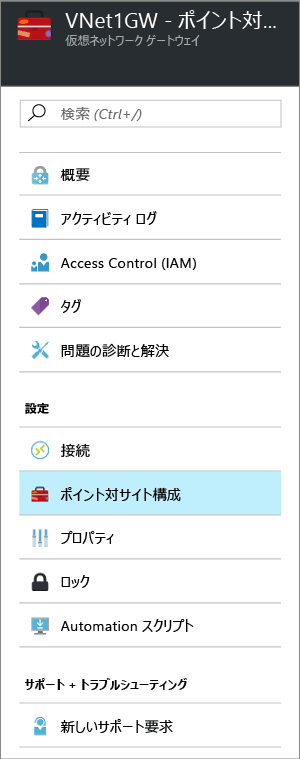 VNet1GW - ポイント対...
仮想ネットワーク ゲートウェイ
検索 (Ctrl+/)
概要
アクティビティ ログ
Access Control (IAM)
タグ
問題の診断と解決
設定
接続
ポイント対サイト構成
プロパティ
ロック
Automation スクリプト
サポート + トラブルシューティング
新しいサポート要求